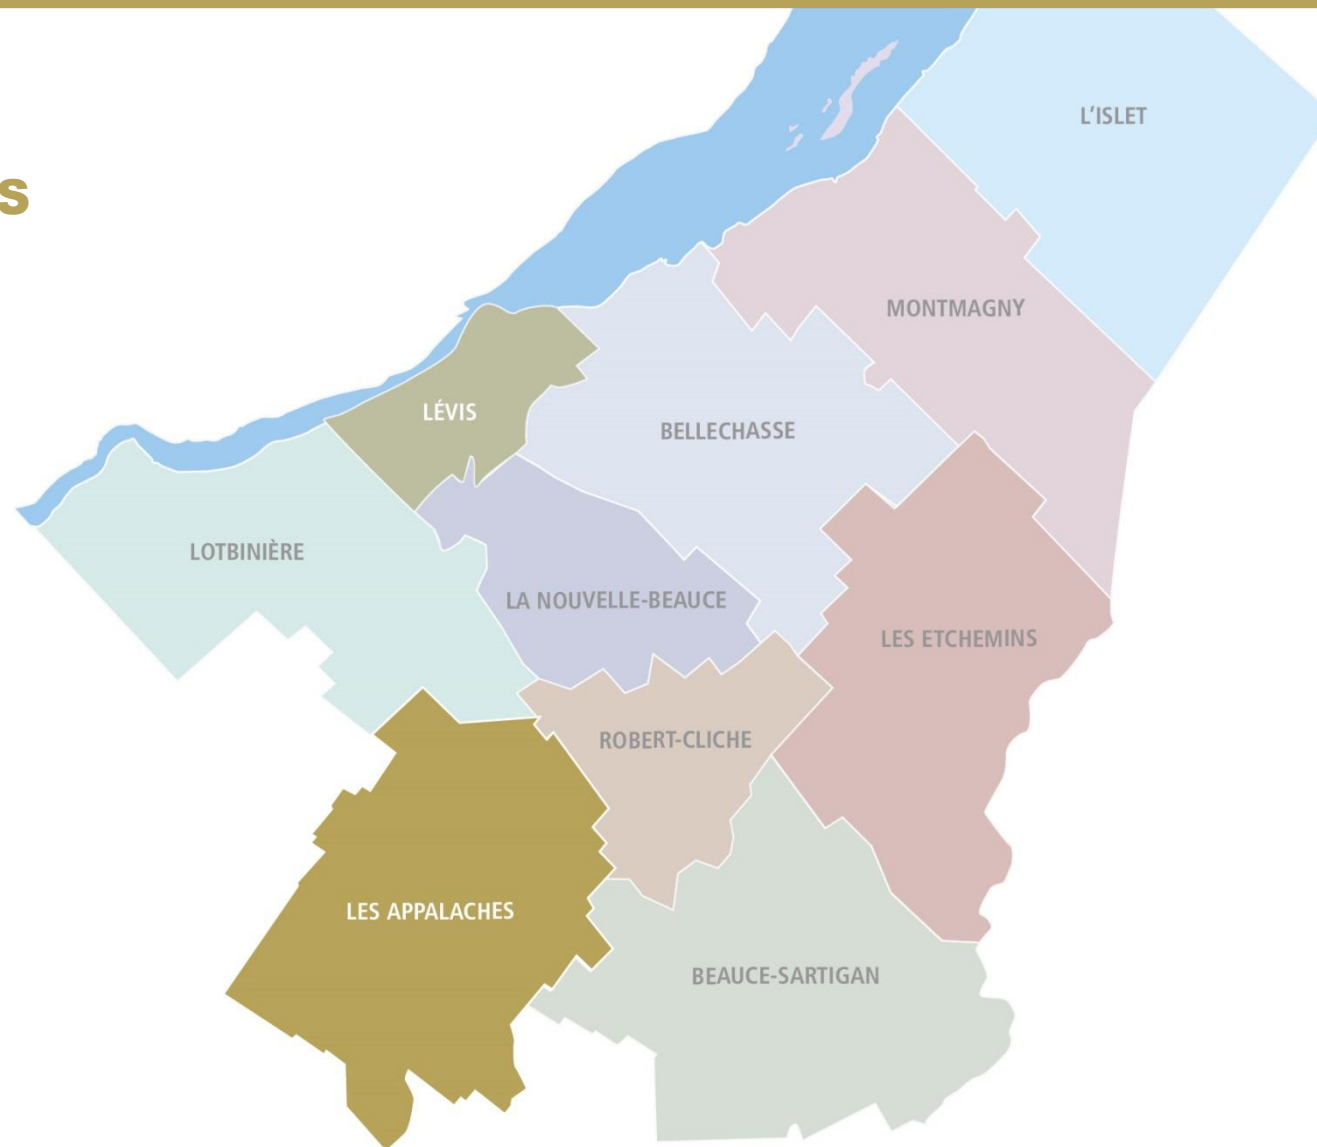 L'ISLET
s
MONTMAGNY
LÉVIS
BELLECHASSE
LOTBINIÈRE
LA NOUVELLE-BEAUCE
LES ETCHEMINS
ROBERT-CLICHE
LES APPALACHES
BEAUCE-SARTIGAN